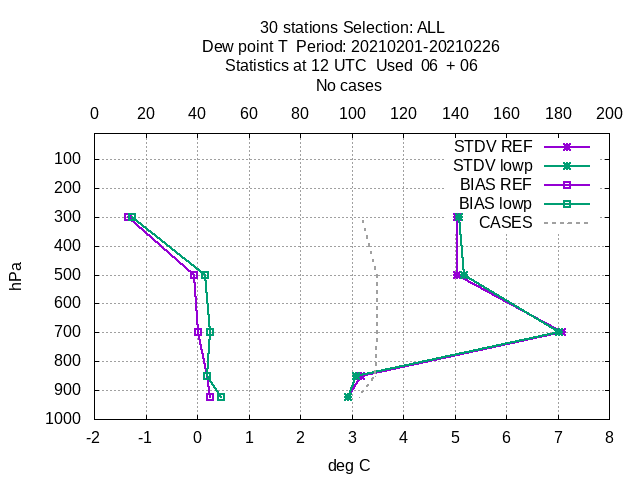 30 stations Selection: ALL
Dew point T  Period: 20210201-20210226
Statistics at 12 UTC  Used  06  + 06
No cases
0 20 40 60 80 100 120 140 160 180 200
STDV REF
STDV lowp
BIAS REF
BIAS lowp
CASES
100
200
300
400
500
600
700
800
900
1000
hPa
-2 -1 0 1 2 3 4 5 6 7 8
deg C